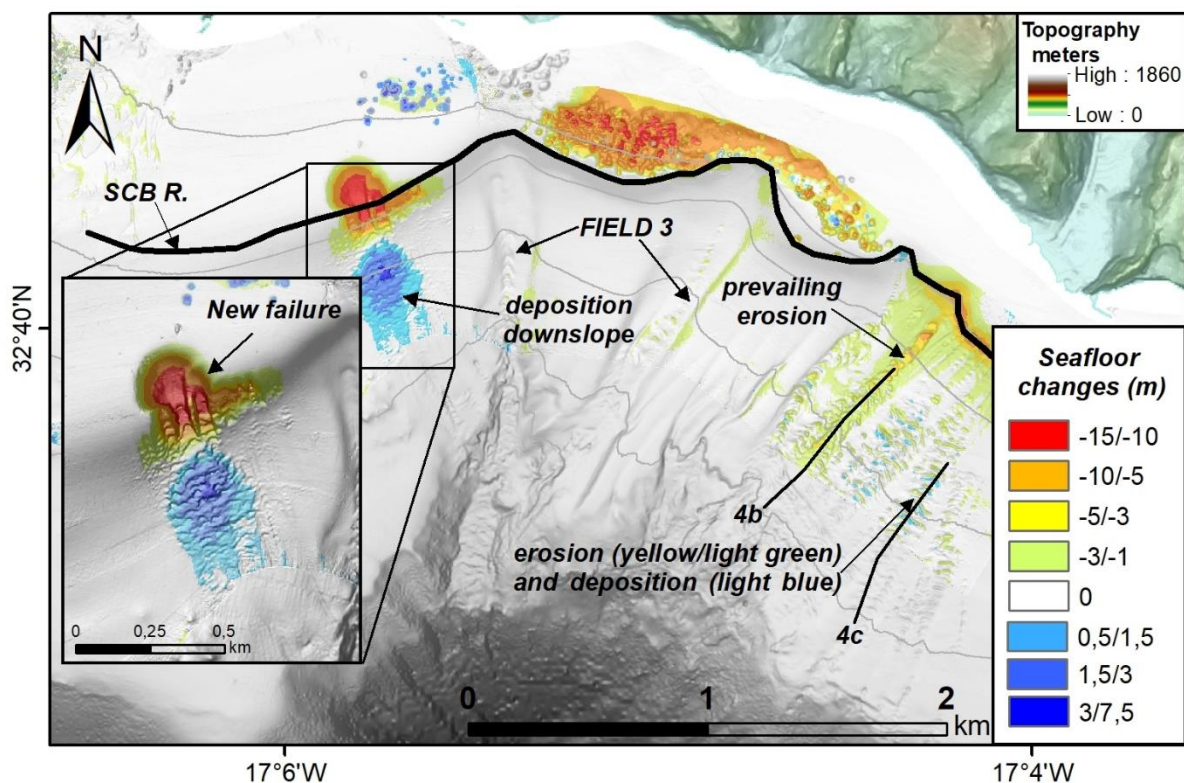 N
Topography
meters
High : 1860
Low : 0
SCB R.
FIELD 3
New failure
deposition
downslope
prevailing
erosion
32°40'N
Seafloor
changes (m)
-15/-10
-10/-5
-5/-3
-3/-1
0
0,5/1,5
1,5/3
3/7,5
4b
erosion (yellow/light green)
and deposition (light blue)
4c
0 0,25 0,5
km
0 1 2
km
17°6'W
17°4'W